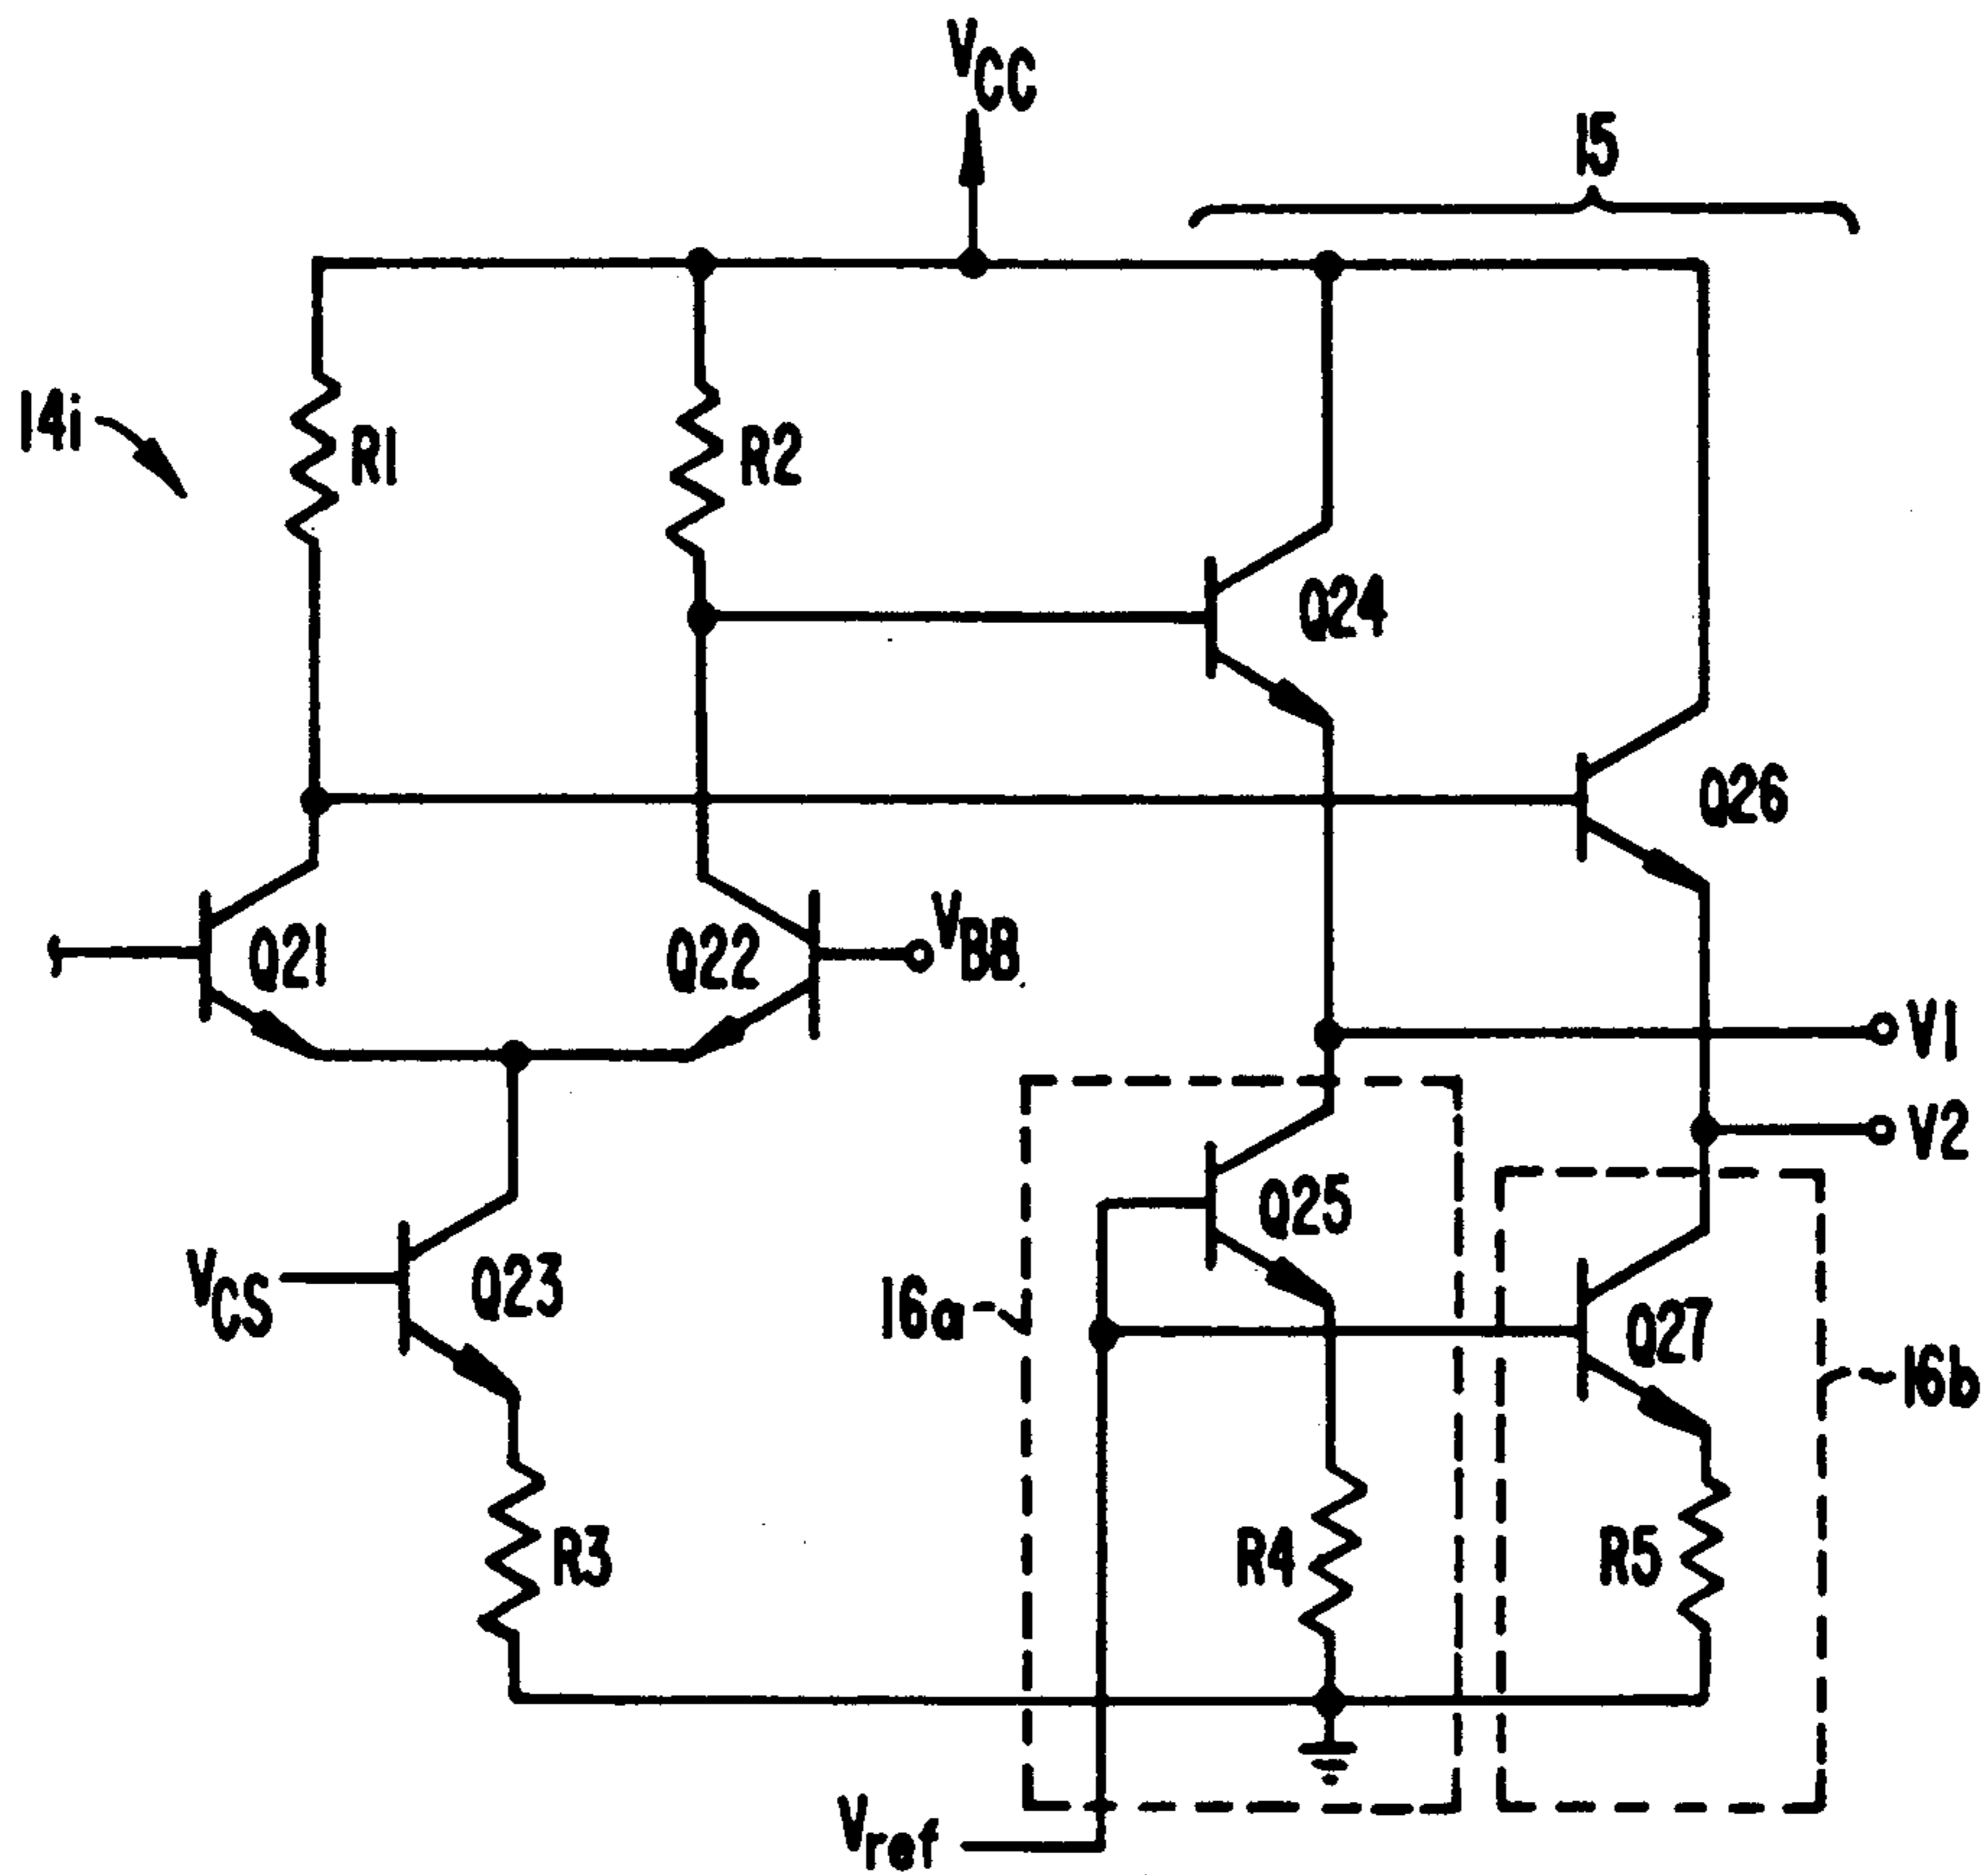 VCC
15
14i
R1
R2
Q24
Q26
Q21
Q22
VBB
V1
V2
Q25
VCS
Q23
16a
Q27
16b
R3
R4
R5
Vref